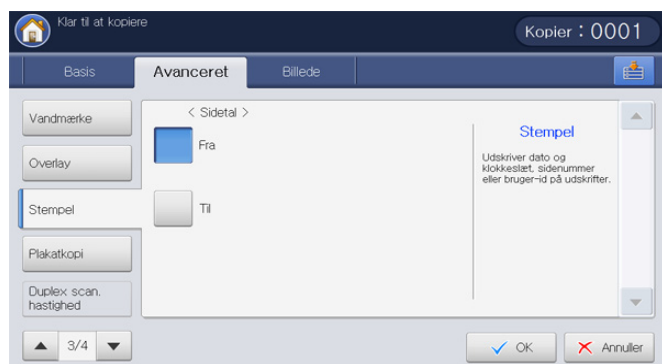 Klar til at kopiere
Kopier : 0001
Basis
Avanceret
Billede
Vandmærke
Overlay
Stempel
Plakatkopi
Duplex scan.
hastighed
3/4
< Sidetal >
Fra
Til
Stempel
Udskriver dato og
klokkeslæt, sidenummer
eller bruger-id på udskrifter.
OK
Annuller